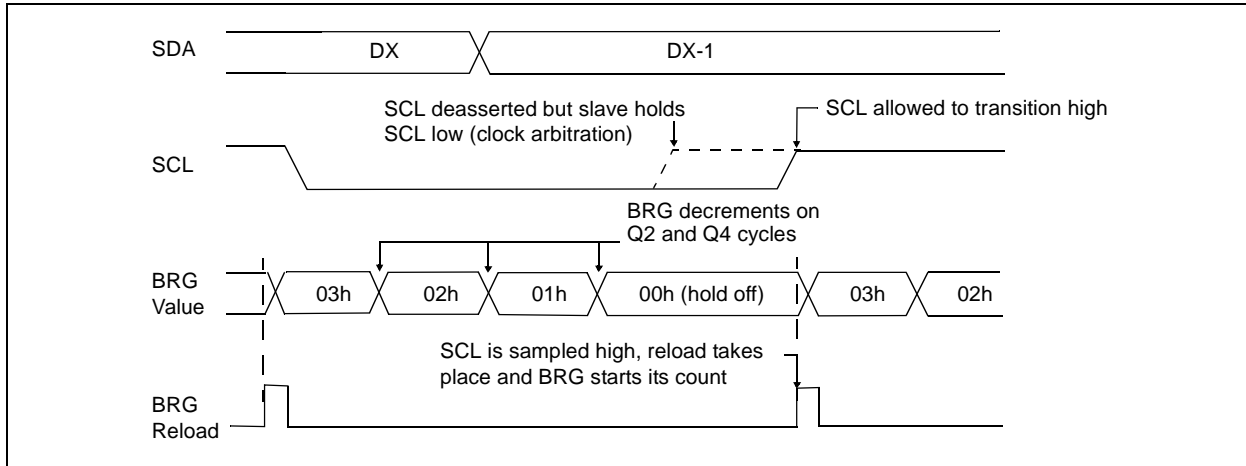 SDA
DX
DX-1
SCL deasserted but slave holds
SCL low (clock arbitration)
SCL allowed to transition high
SCL
BRG decrements on
Q2 and Q4 cycles
BRG
Value
03h
02h
01h
00h (hold off)
03h
02h
SCL is sampled high, reload takes
place and BRG starts its count
BRG
Reload